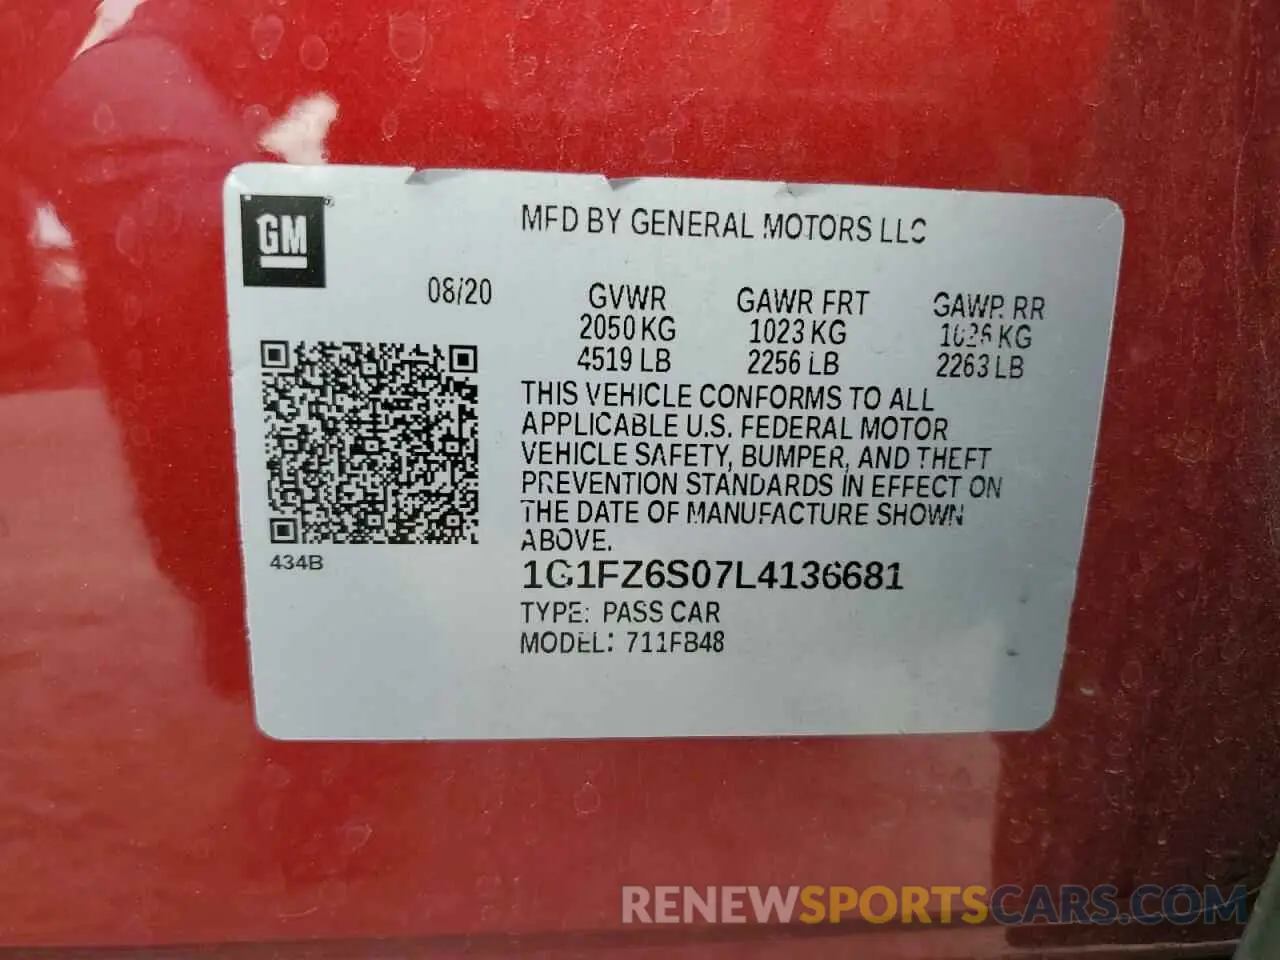 GM
MFD BY GENERAL MOTORS LLC
08/20
GVWR GAWR FRT GAWR RR
2050 KG 1023 KG 1026 KG
4519 LB 2256 LB 2263 LB
THIS VEHICLE CONFORMS TO ALL
APPLICABLE U.S. FEDERAL MOTOR
VEHICLE SAFETY, BUMPER, AND THEFT
PREVENTION STANDARDS IN EFFECT ON
THE DATE OF MANUFACTURE SHOWN
ABOVE.
434B
1G1FZ6S07L4136681
TYPE: PASS CAR
MODEL: 711FB48
RENEWSPORTSCARS.COM